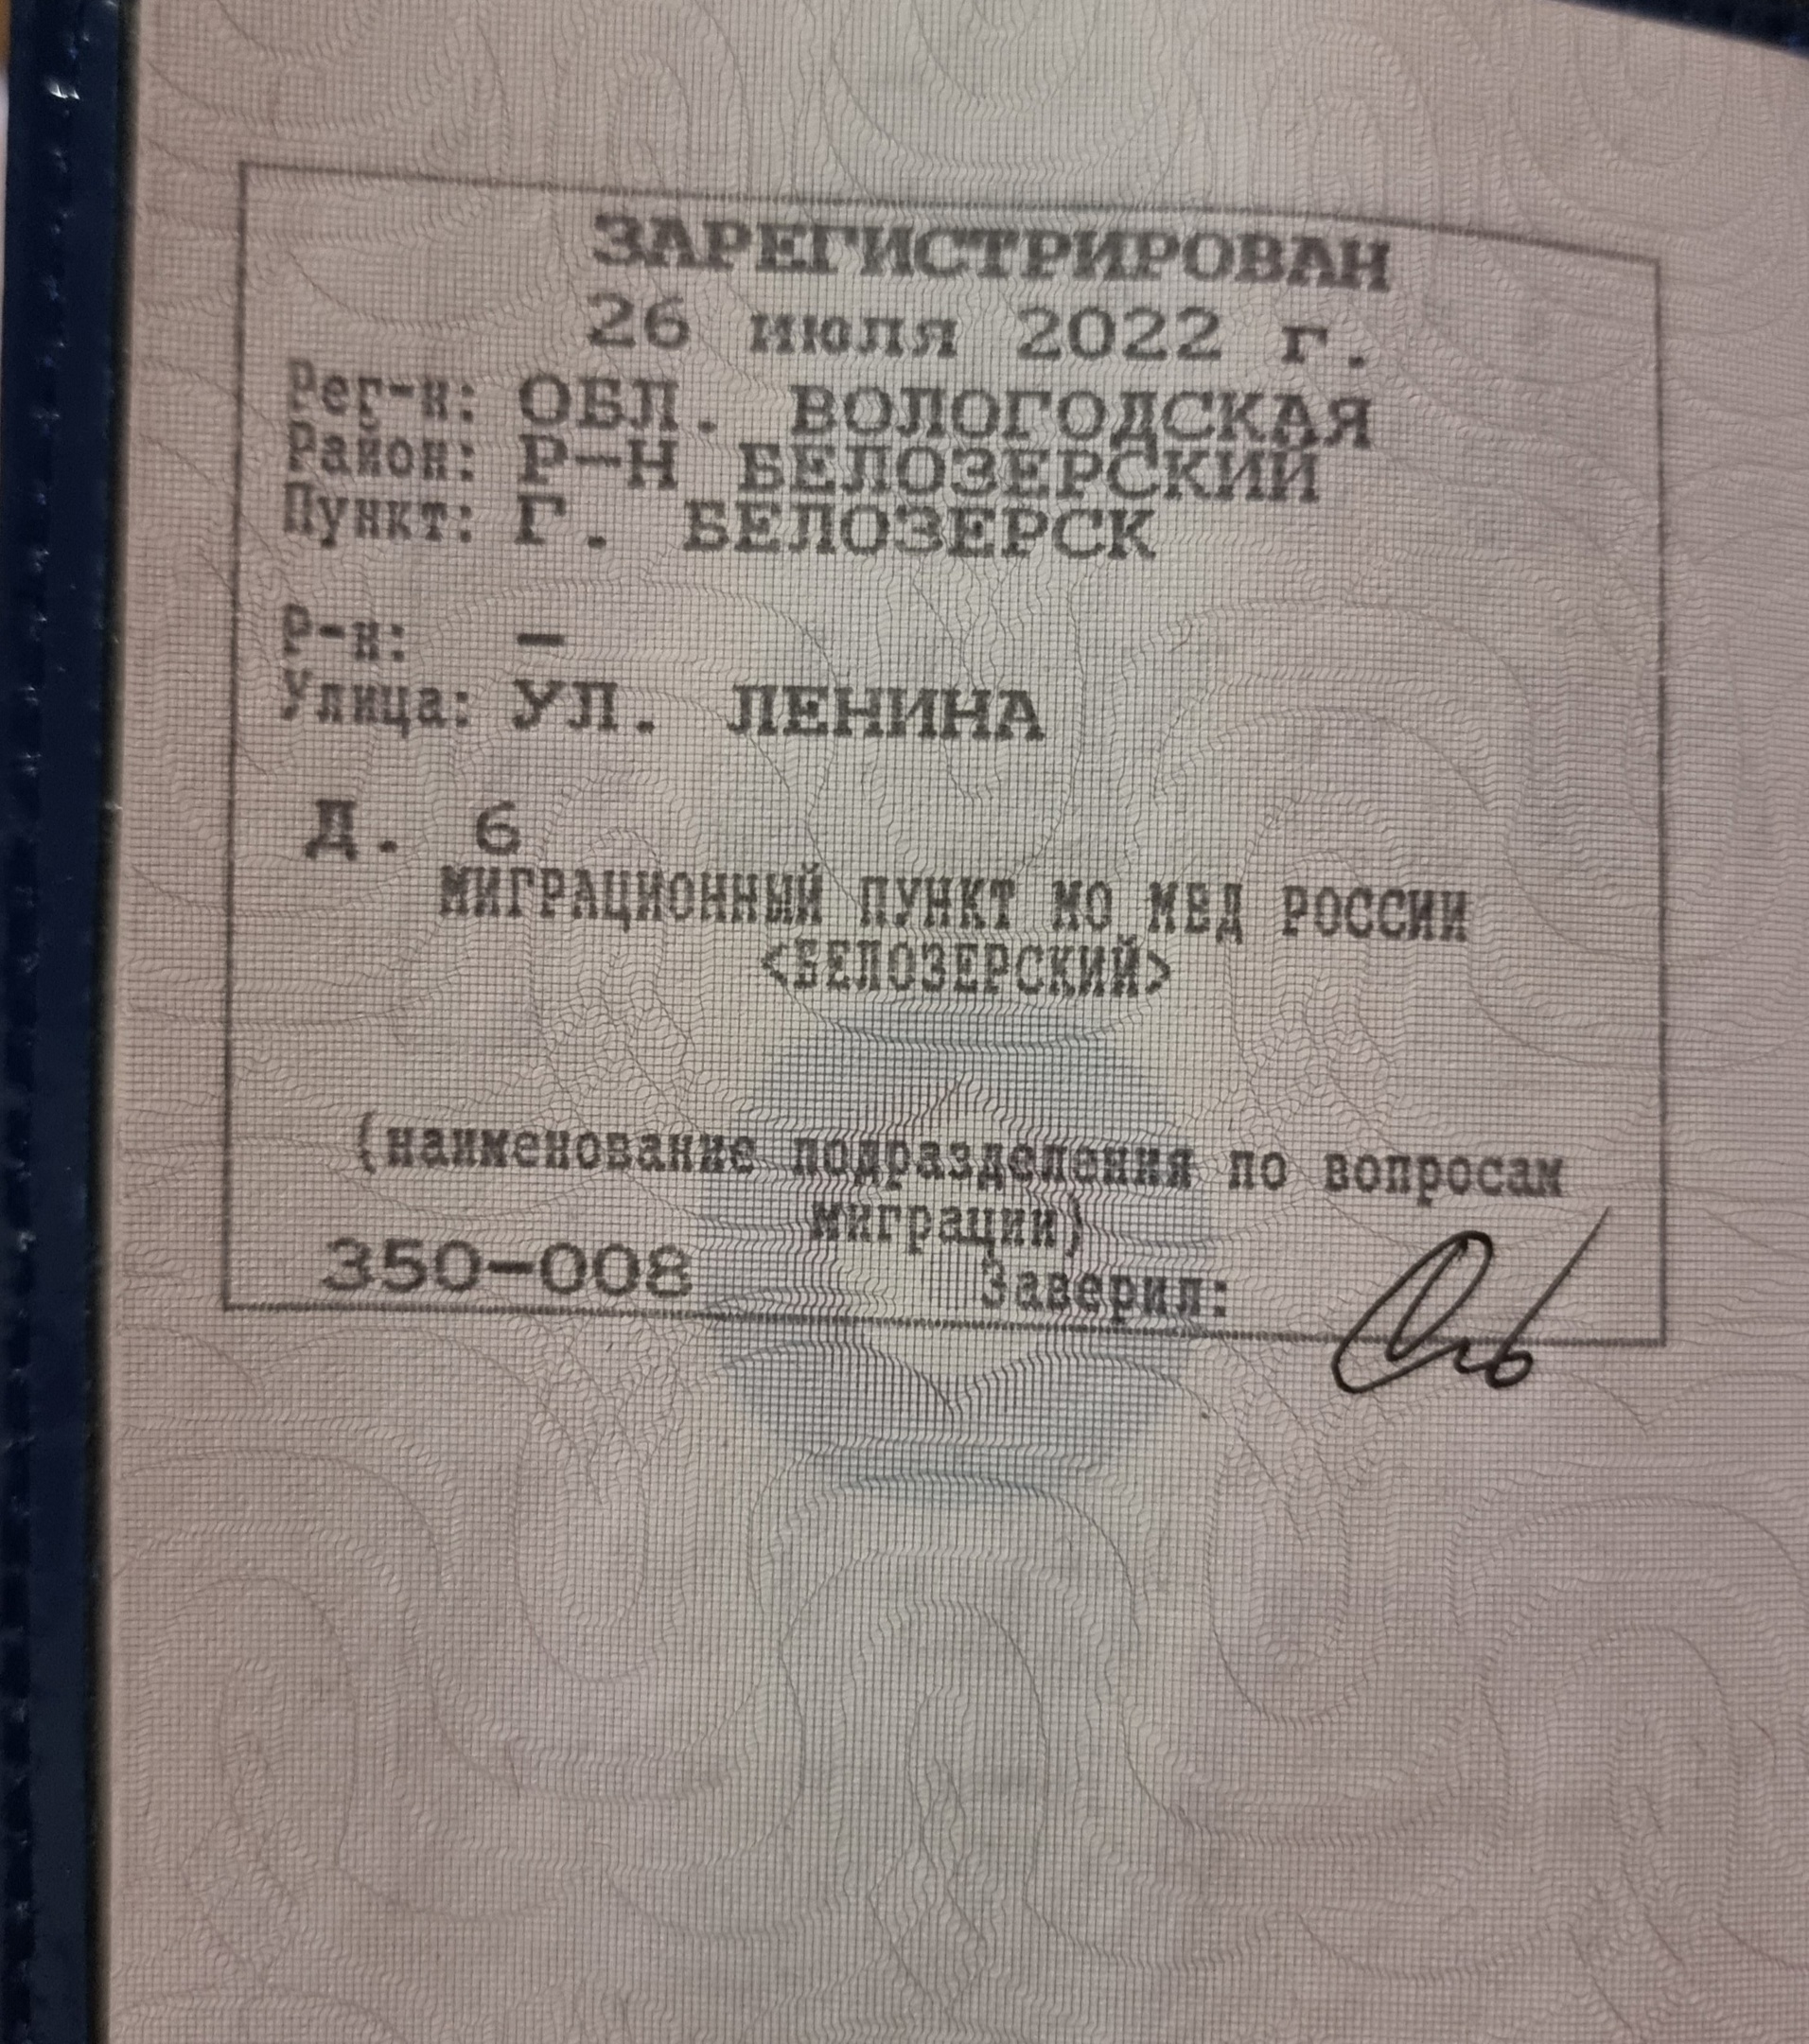 ЗАРЕГИСТРИРОВАН
26 июля 2022 г.
Рег-н: ОБЛ. ВОЛОГОДСКАЯ
Район: Р-Н БЕЛОЗЕРСКИЙ
Пункт: Г. БЕЛОЗЕРСК
Р-н: –
Улица: УЛ. ЛЕНИНА
Д. 6
МИГРАЦИОННЫЙ ПУНКТ МО МВД РОССИИ
<БЕЛОЗЕРСКИЙ>
(наименование подразделения по вопросам
миграции)
350-008 Заверил: